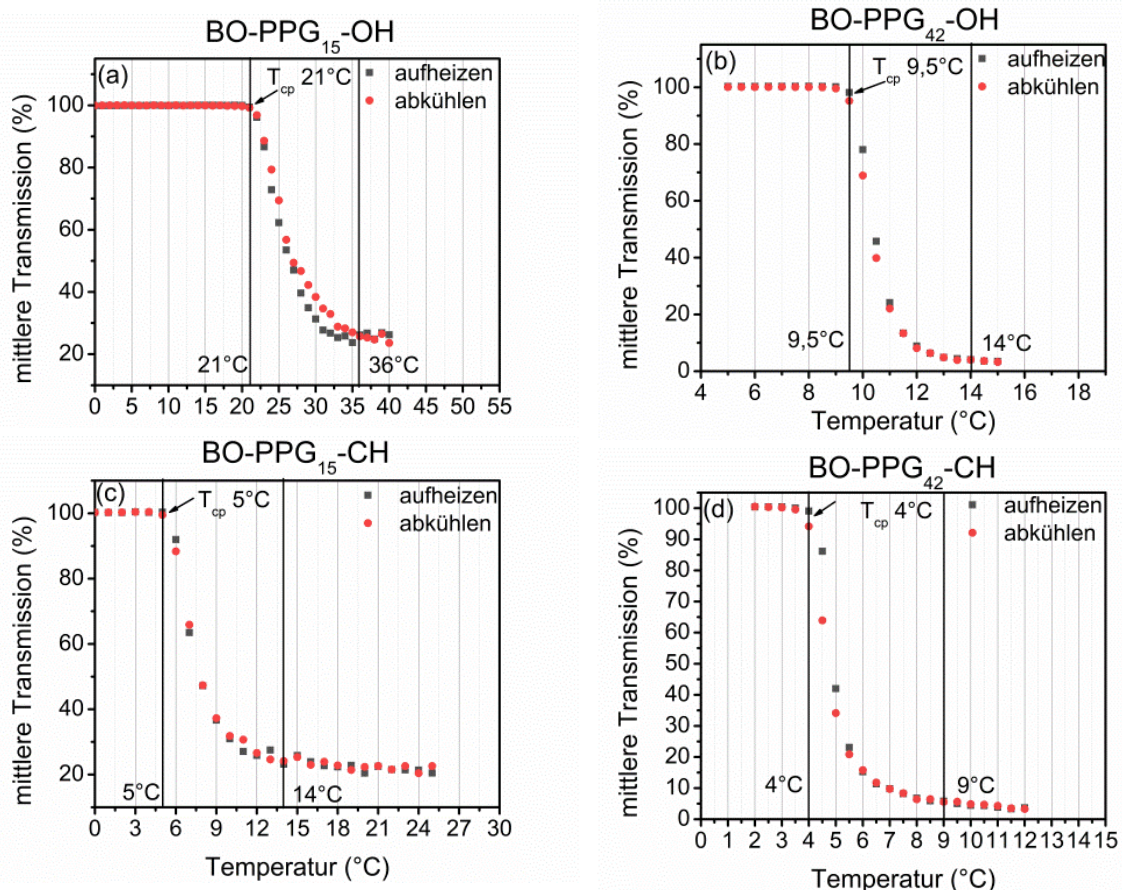 BO-PPG15-OH
(a)
Tcp 21°C
aufheizen
abkühlen
mittlere Transmission (%)
100
80
60
40
20
21°C
36°C
0 5 10 15 20 25 30 35 40 45 50 55
BO-PPG42-OH
(b)
Tcp 9,5°C
aufheizen
abkühlen
mittlere Transmission (%)
100
80
60
40
20
0
9,5°C
14°C
4 6 8 10 12 14 16 18
Temperatur (°C)
BO-PPG15-CH
(c)
Tcp 5°C
aufheizen
abkühlen
mittlere Transmission (%)
100
80
60
40
20
5°C
14°C
0 3 6 9 12 15 18 21 24 27 30
Temperatur (°C)
BO-PPG42-CH
(d)
Tcp 4°C
aufheizen
abkühlen
mittlere Transmission (%)
100
90
80
70
60
50
40
30
20
10
0
4°C
9°C
0 1 2 3 4 5 6 7 8 9 10 11 12 13 14 15
Temperatur (°C)